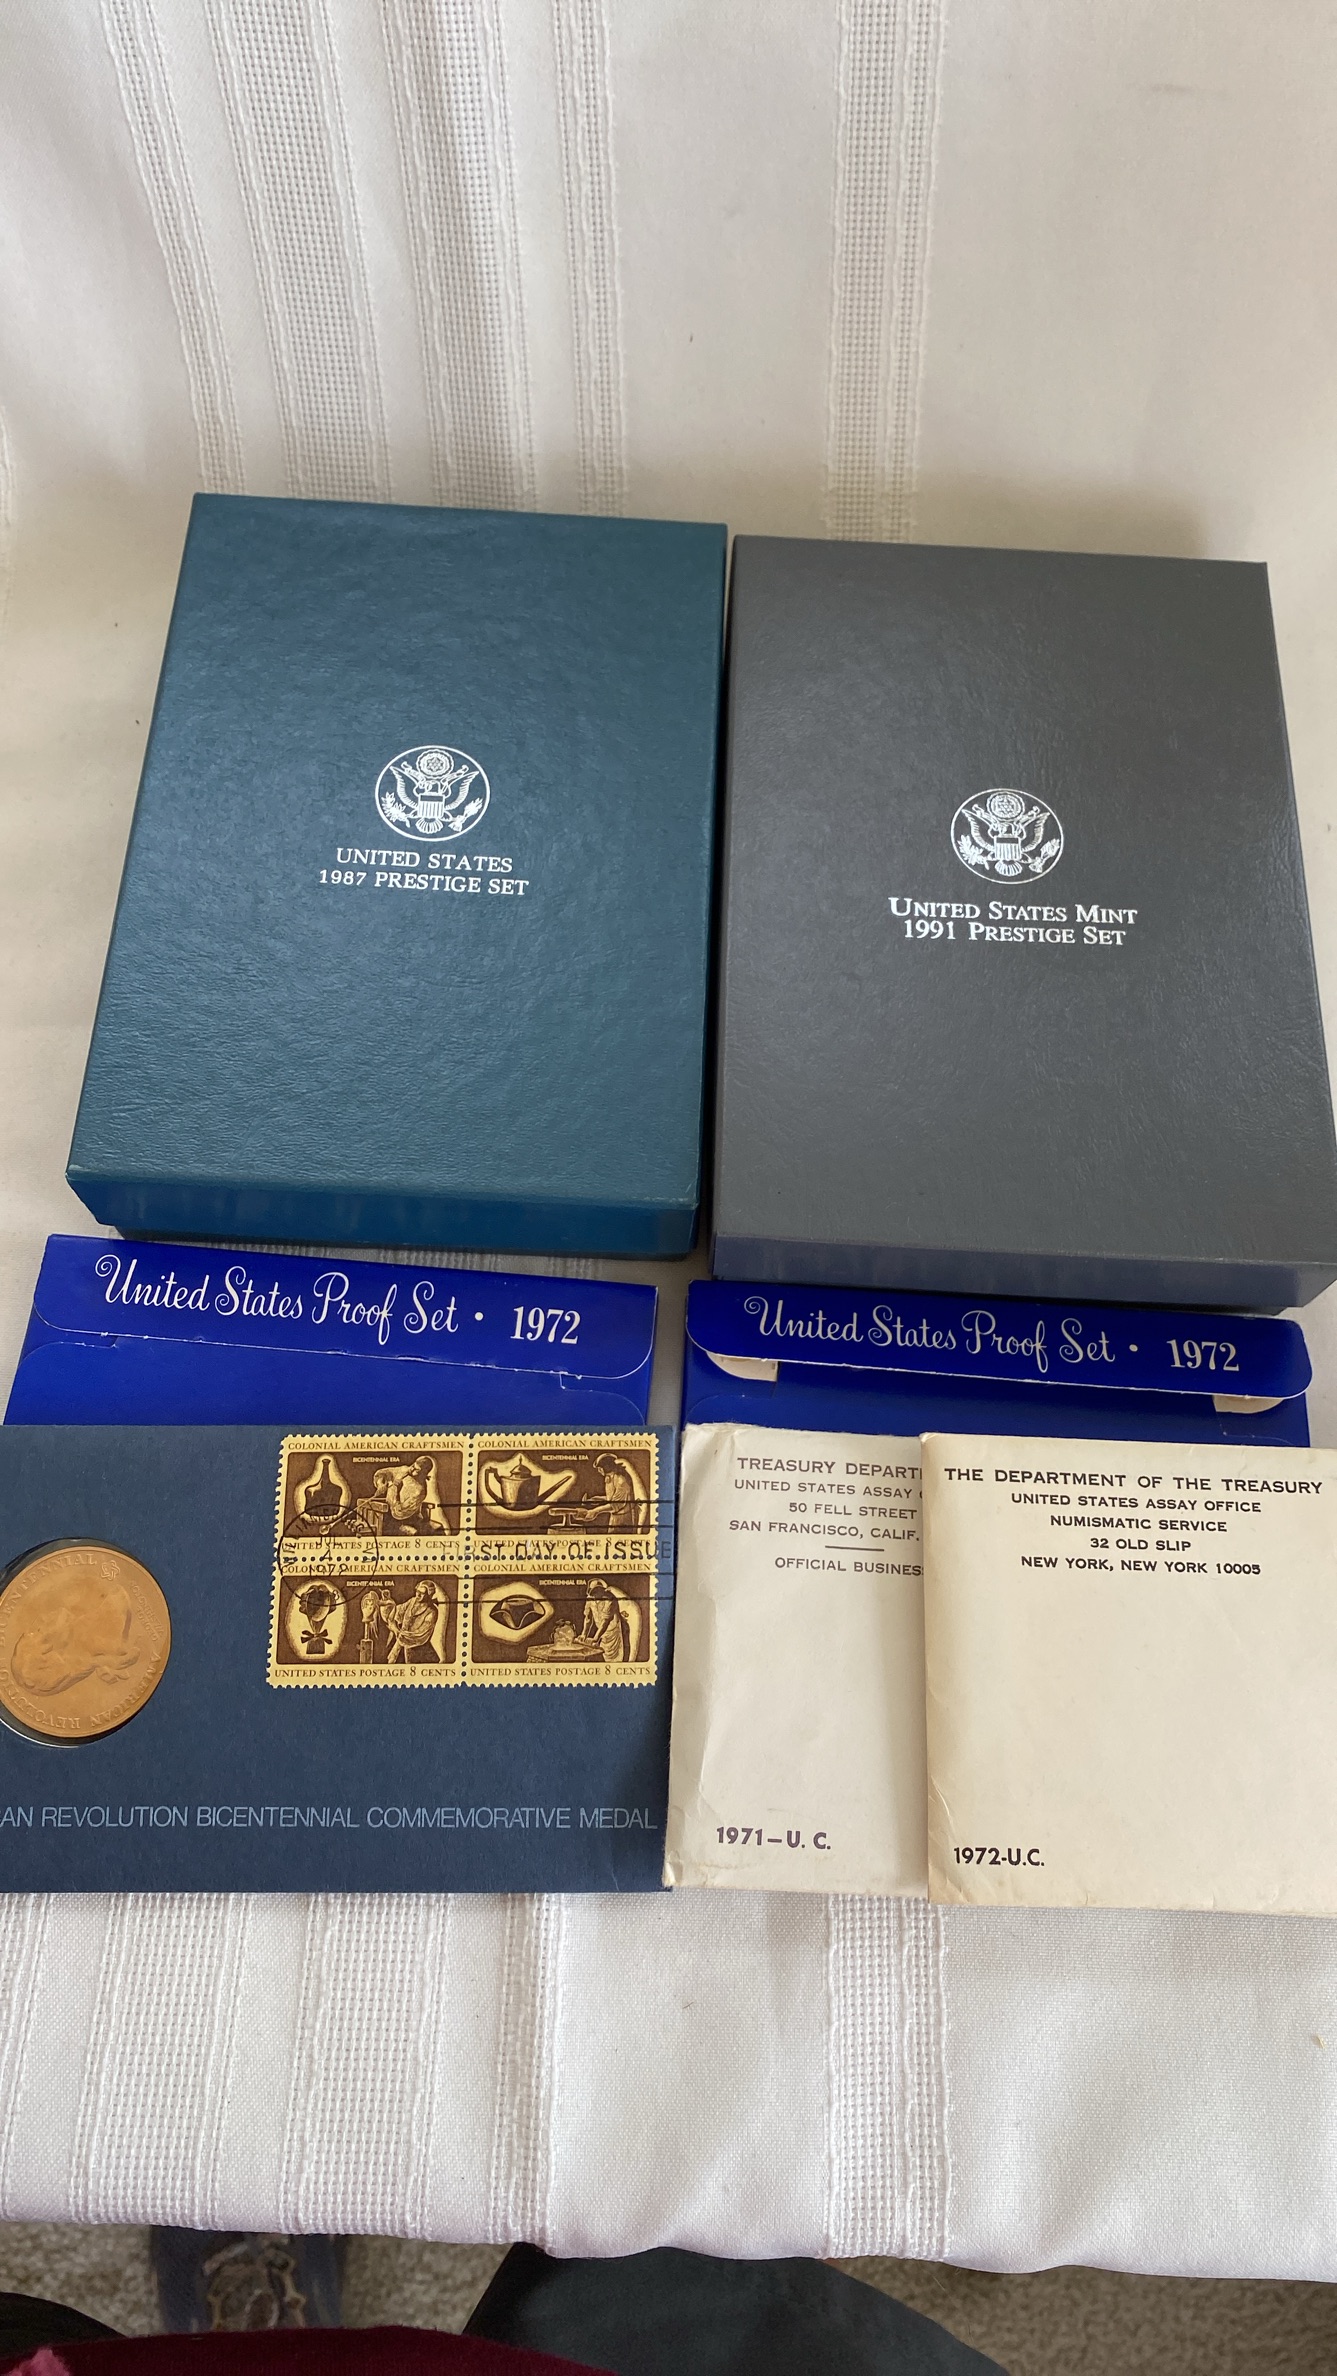 UNITED STATES
1987 PRESTIGE SET
UNITED STATES MINT
1991 PRESTIGE SET
United States Proof Set • 1972
United States Proof Set • 1972
COLONIAL AMERICAN CRAFTSMEN
BICENTENNIAL ERA
UNITED STATES POSTAGE 8 CENTS
COLONIAL AMERICAN CRAFTSMEN
BICENTENNIAL ERA
UNITED STATES POSTAGE 8 CENTS
FIRST DAY OF ISSUE
COLONIAL AMERICAN CRAFTSMEN
BICENTENNIAL ERA
UNITED STATES POSTAGE 8 CENTS
COLONIAL AMERICAN CRAFTSMEN
BICENTENNIAL ERA
UNITED STATES POSTAGE 8 CENTS
BICENTENNIAL
AMERICAN REVOLUTION
AN REVOLUTION BICENTENNIAL COMMEMORATIVE MEDAL
TREASURY DEPART
UNITED STATES ASSAY
50 FELL STREET
SAN FRANCISCO, CALIF.
OFFICIAL BUSINES
1971–U. C.
THE DEPARTMENT OF THE TREASURY
UNITED STATES ASSAY OFFICE
NUMISMATIC SERVICE
32 OLD SLIP
NEW YORK, NEW YORK 10005
1972-U.C.